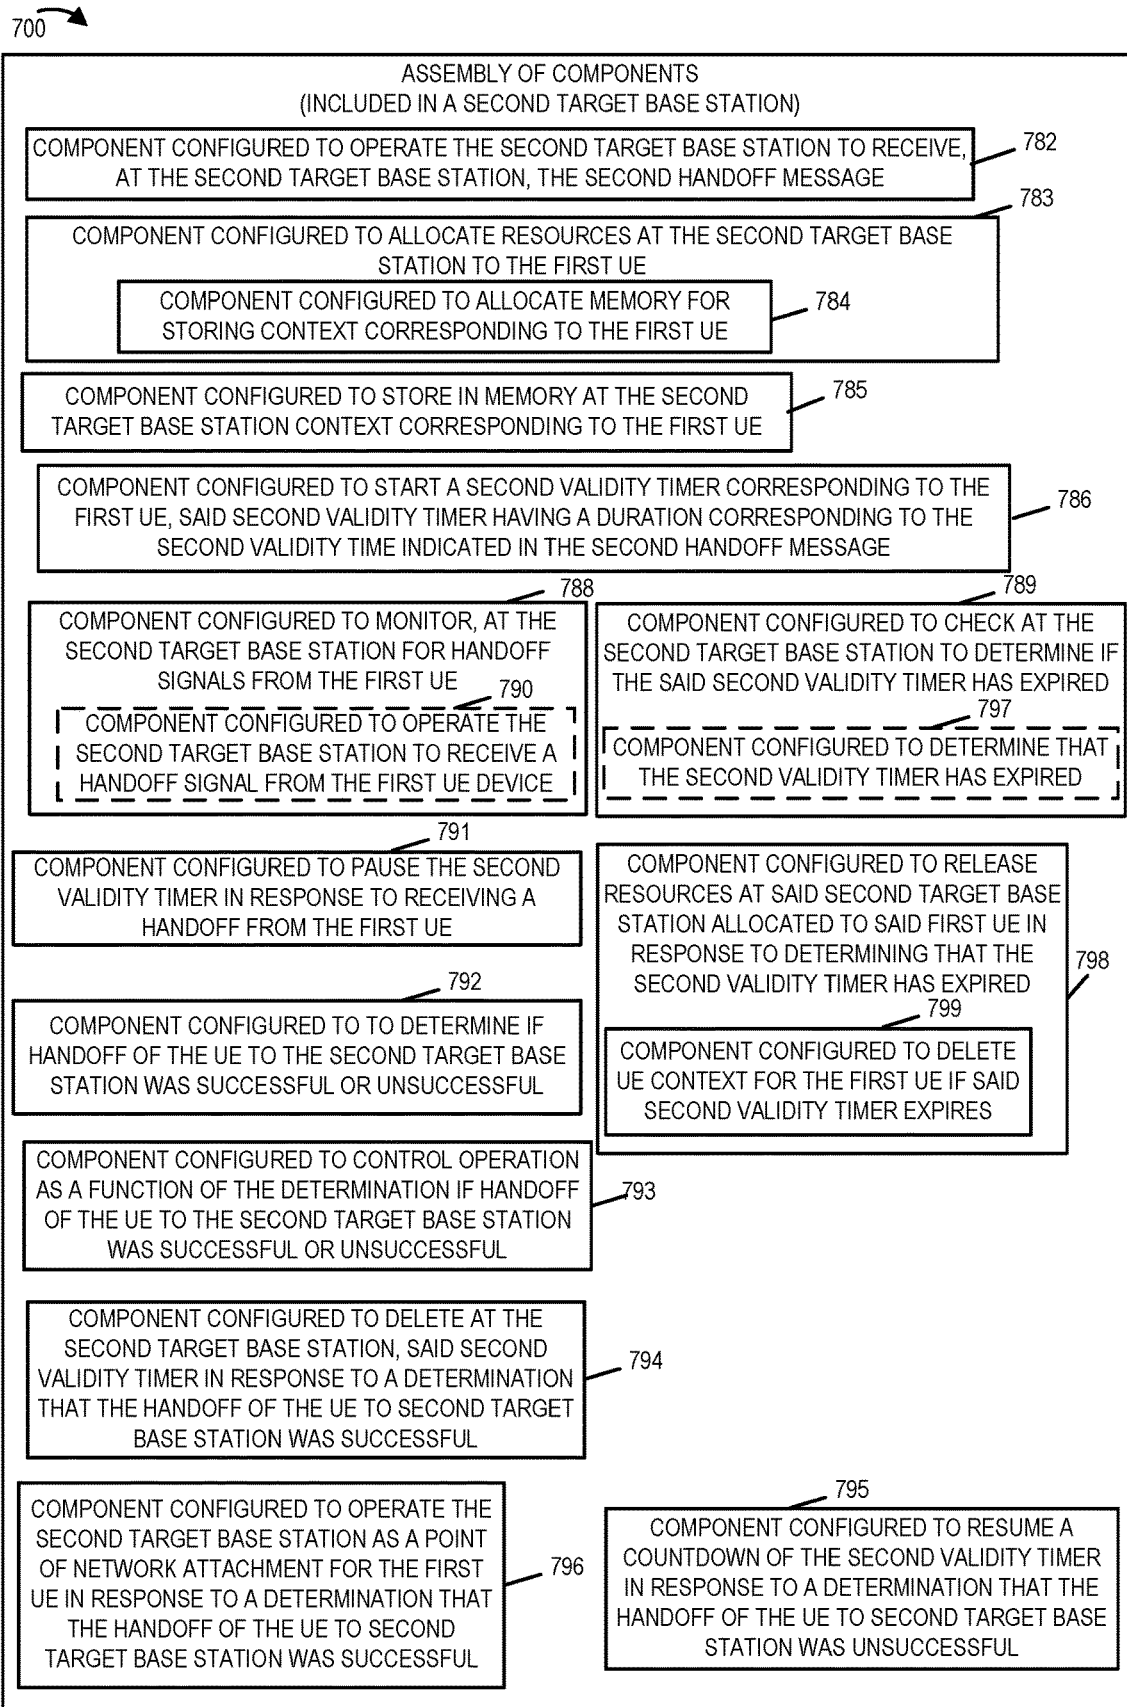 700
ASSEMBLY OF COMPONENTS
(INCLUDED IN A SECOND TARGET BASE STATION)
COMPONENT CONFIGURED TO OPERATE THE SECOND TARGET BASE STATION TO RECEIVE,
AT THE SECOND TARGET BASE STATION, THE SECOND HANDOFF MESSAGE
782
783
COMPONENT CONFIGURED TO ALLOCATE RESOURCES AT THE SECOND TARGET BASE
STATION TO THE FIRST UE
COMPONENT CONFIGURED TO ALLOCATE MEMORY FOR
STORING CONTEXT CORRESPONDING TO THE FIRST UE
784
COMPONENT CONFIGURED TO STORE IN MEMORY AT THE SECOND
TARGET BASE STATION CONTEXT CORRESPONDING TO THE FIRST UE
785
COMPONENT CONFIGURED TO START A SECOND VALIDITY TIMER CORRESPONDING TO THE
FIRST UE, SAID SECOND VALIDITY TIMER HAVING A DURATION CORRESPONDING TO THE
SECOND VALIDITY TIME INDICATED IN THE SECOND HANDOFF MESSAGE
786
788
COMPONENT CONFIGURED TO MONITOR, AT THE
SECOND TARGET BASE STATION FOR HANDOFF
SIGNALS FROM THE FIRST UE
790
COMPONENT CONFIGURED TO OPERATE THE
SECOND TARGET BASE STATION TO RECEIVE A
HANDOFF SIGNAL FROM THE FIRST UE DEVICE
789
COMPONENT CONFIGURED TO CHECK AT THE
SECOND TARGET BASE STATION TO DETERMINE IF
THE SAID SECOND VALIDITY TIMER HAS EXPIRED
797
COMPONENT CONFIGURED TO DETERMINE THAT
THE SECOND VALIDITY TIMER HAS EXPIRED
791
COMPONENT CONFIGURED TO PAUSE THE SECOND
VALIDITY TIMER IN RESPONSE TO RECEIVING A
HANDOFF FROM THE FIRST UE
COMPONENT CONFIGURED TO RELEASE
RESOURCES AT SAID SECOND TARGET BASE
STATION ALLOCATED TO SAID FIRST UE IN
RESPONSE TO DETERMINING THAT THE
SECOND VALIDITY TIMER HAS EXPIRED
798
799
COMPONENT CONFIGURED TO DELETE
UE CONTEXT FOR THE FIRST UE IF SAID
SECOND VALIDITY TIMER EXPIRES
792
COMPONENT CONFIGURED TO TO DETERMINE IF
HANDOFF OF THE UE TO THE SECOND TARGET BASE
STATION WAS SUCCESSFUL OR UNSUCCESSFUL
COMPONENT CONFIGURED TO CONTROL OPERATION
AS A FUNCTION OF THE DETERMINATION IF HANDOFF
OF THE UE TO THE SECOND TARGET BASE STATION
WAS SUCCESSFUL OR UNSUCCESSFUL
793
COMPONENT CONFIGURED TO DELETE AT THE
SECOND TARGET BASE STATION, SAID SECOND
VALIDITY TIMER IN RESPONSE TO A DETERMINATION
THAT THE HANDOFF OF THE UE TO SECOND TARGET
BASE STATION WAS SUCCESSFUL
794
COMPONENT CONFIGURED TO OPERATE THE
SECOND TARGET BASE STATION AS A POINT
OF NETWORK ATTACHMENT FOR THE FIRST
UE IN RESPONSE TO A DETERMINATION THAT
THE HANDOFF OF THE UE TO SECOND
TARGET BASE STATION WAS SUCCESSFUL
796
795
COMPONENT CONFIGURED TO RESUME A
COUNTDOWN OF THE SECOND VALIDITY TIMER
IN RESPONSE TO A DETERMINATION THAT THE
HANDOFF OF THE UE TO SECOND TARGET BASE
STATION WAS UNSUCCESSFUL